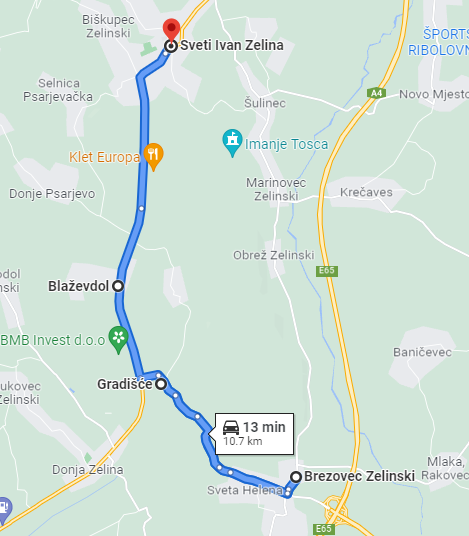 Biškupec
Zelinski
Sveti Ivan Zelina
ŠPORTS
RIBOLOVN
Selnica
Psarjevačka
A4
Novo Mjesto
Šulinec
Imanje Tosca
Klet Europa
Marinovec
Zelinski
Krečaves
Donje Psarjevo
Obrež Zelinski
E65
odol
nski
Blaževdol
BMB Invest d.o.o
Baničevec
ukovec
Zelinski
Gradišće
13 min
10.7 km
Donja Zelina
Mlaka,
Rakovec
Brezovec Zelinski
Sveta Helena
E65